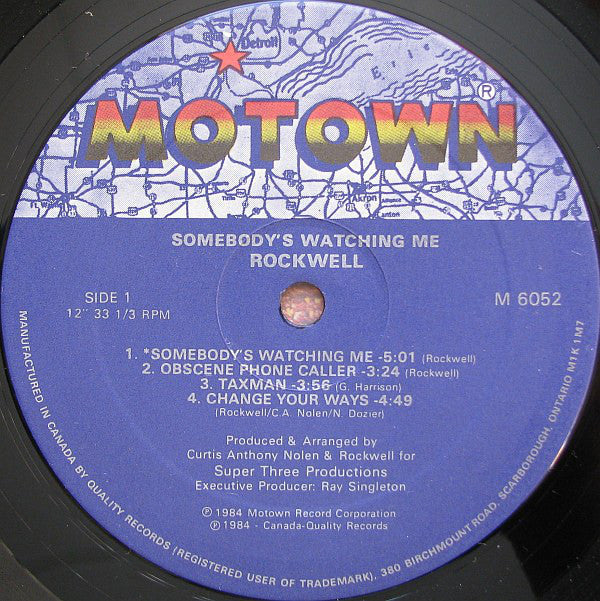 Detroit
Erie
MOTOWN®
Akron
Canton
SOMEBODY'S WATCHING ME
ROCKWELL
SIDE 1
12" 33 1/3 RPM
M 6052
1. *SOMEBODY'S WATCHING ME -5:01 (Rockwell)
2. OBSCENE PHONE CALLER -3:24 (Rockwell)
3. TAXMAN -3:56 (G. Harrison)
4. CHANGE YOUR WAYS -4:49
(Rockwell/C.A. Nolen/N. Dozier)
Produced & Arranged by
Curtis Anthony Nolen & Rockwell for
Super Three Productions
Executive Producer: Ray Singleton
℗ 1984 Motown Record Corporation
℗ 1984 - Canada-Quality Records
MANUFACTURED IN CANADA BY QUALITY RECORDS (REGISTERED USER OF TRADEMARK), 380 BIRCHMOUNT ROAD, SCARBOROUGH, ONTARIO M1K 1M7